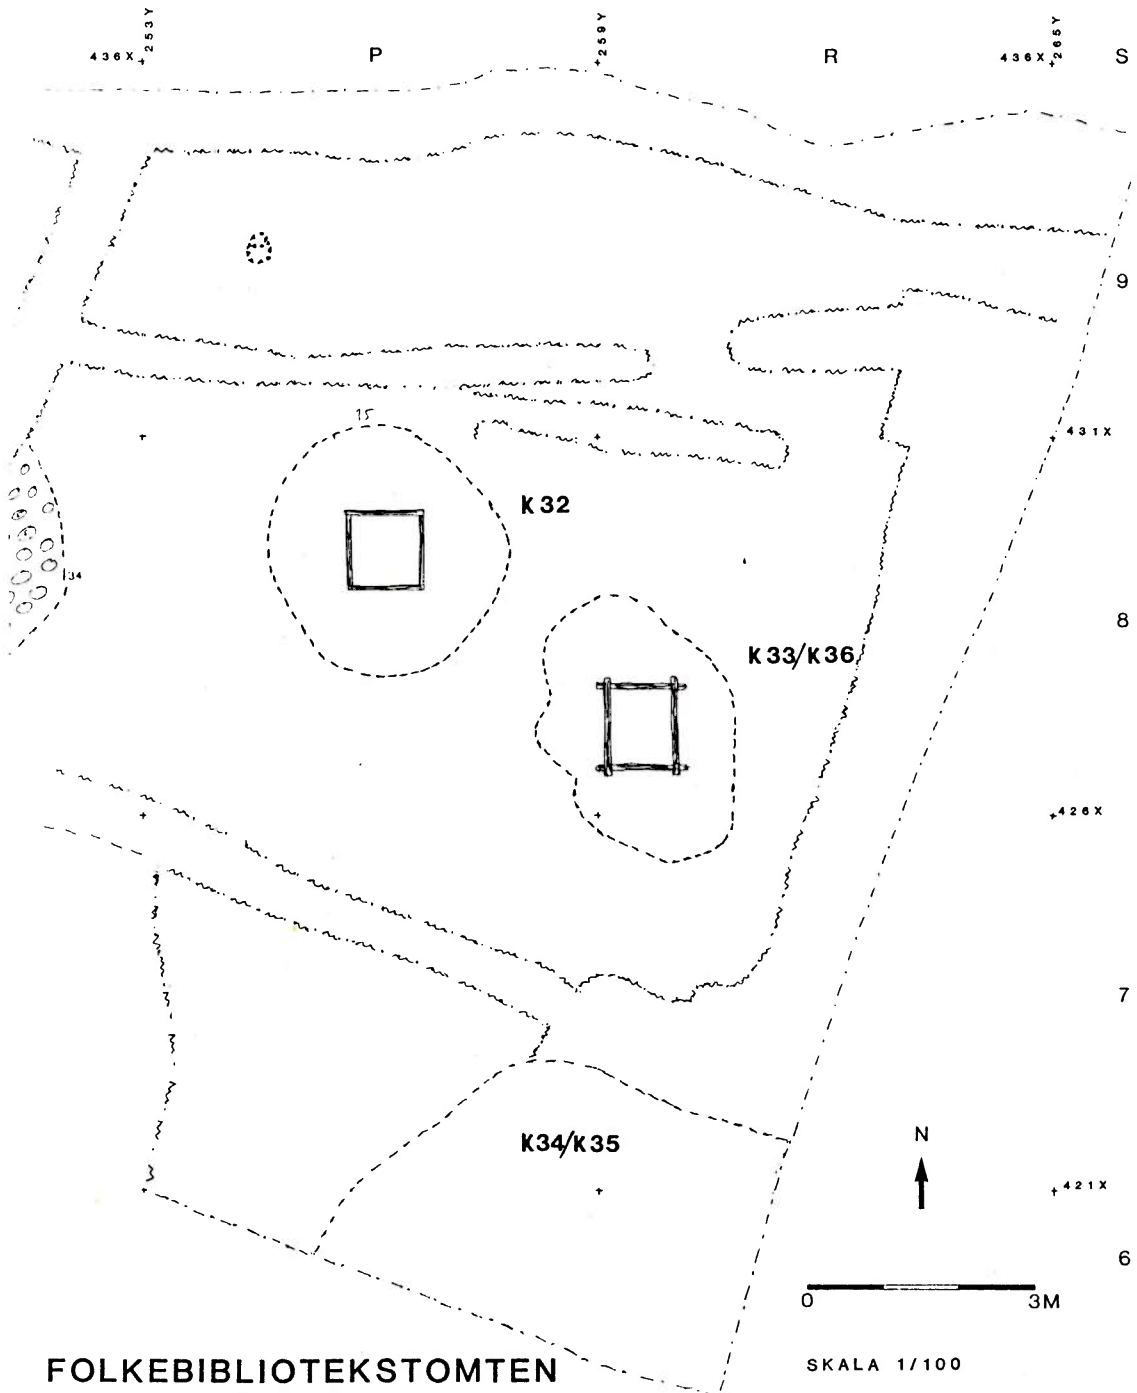 436X 253Y P 259Y R 436X 265Y S
9
15
431X
K32
34
8
K33/K36
426X
7
K34/K35
N
421X
6
0 3M
FOLKEBIBLIOTEKSTOMTEN SKALA 1/100